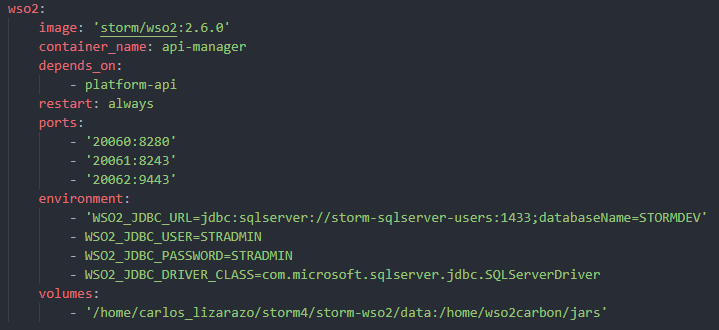 wso2:
    image: 'storm/wso2:2.6.0'
    container_name: api-manager
    depends_on:
        - platform-api
    restart: always
    ports:
        - '20060:8280'
        - '20061:8243'
        - '20062:9443'
    environment:
        - 'WSO2_JDBC_URL=jdbc:sqlserver://storm-sqlserver-users:1433;databaseName=STORMDEV'
        - WSO2_JDBC_USER=STRADMIN
        - WSO2_JDBC_PASSWORD=STRADMIN
        - WSO2_JDBC_DRIVER_CLASS=com.microsoft.sqlserver.jdbc.SQLServerDriver
    volumes:
        - '/home/carlos_lizarazo/storm4/storm-wso2/data:/home/wso2carbon/jars'